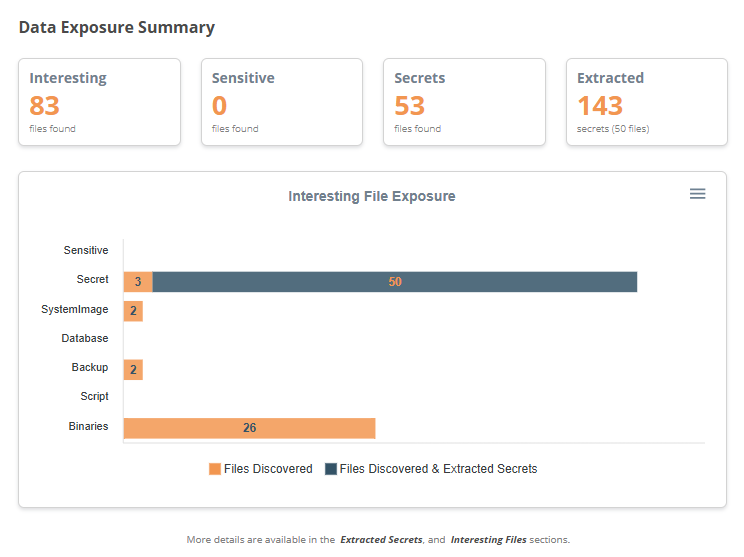 Data Exposure Summary
Interesting
83
files found
Sensitive
0
files found
Secrets
53
files found
Extracted
143
secrets (50 files)
Interesting File Exposure
Sensitive
Secret 3 50
SystemImage 2
Database
Backup 2
Script
Binaries 26
Files Discovered Files Discovered & Extracted Secrets
More details are available in the Extracted Secrets, and Interesting Files sections.